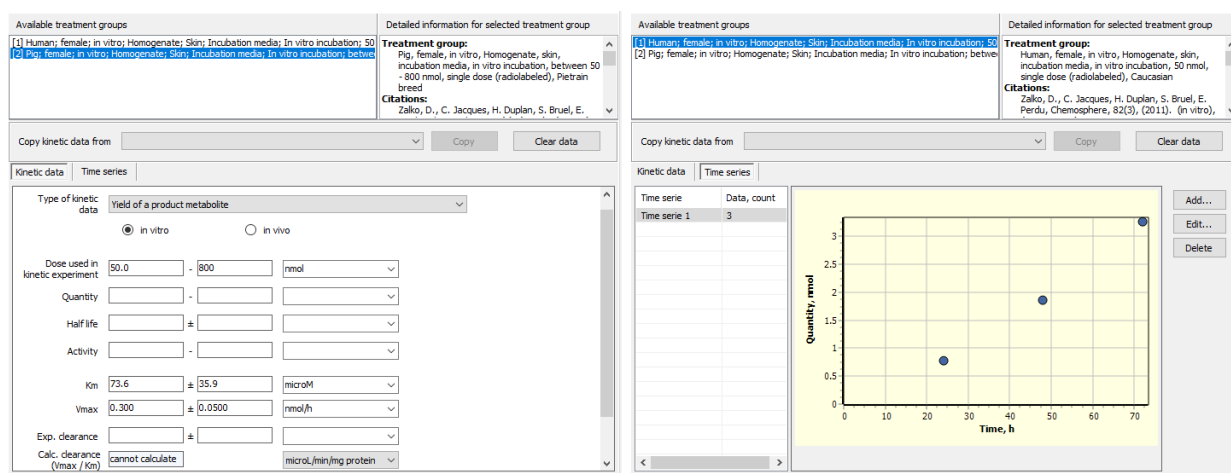 Available treatment groups
[1] Human; female; in vitro; Homogenate; Skin; Incubation media; In vitro incubation; 50
[2] Pig; female; in vitro; Homogenate; Skin; Incubation media; In vitro incubation; betwe
Detailed information for selected treatment group
Treatment group:
Pig, female, in vitro, Homogenate, skin,
incubation media, in vitro incubation, between 50
- 800 nmol, single dose (radiolabeled), Pietrain
breed
Citations:
Zalko, D., C. Jacques, H. Duplan, S. Bruel, E.
Copy kinetic data from
Copy
Clear data
Kinetic data
Time series
Type of kinetic
data
Yield of a product metabolite
in vitro
in vivo
Dose used in
kinetic experiment
50.0 - 800 nmol
Quantity -
Half life ±
Activity -
Km 73.6 ± 35.9 microM
Vmax 0.300 ± 0.0500 nmol/h
Exp. clearance ±
Calc. clearance
(Vmax / Km)
cannot calculate
microL/min/mg protein
Available treatment groups
[1] Human; female; in vitro; Homogenate; Skin; Incubation media; In vitro incubation; 50
[2] Pig; female; in vitro; Homogenate; Skin; Incubation media; In vitro incubation; betwe
Detailed information for selected treatment group
Treatment group:
Human, female, in vitro, Homogenate, skin,
incubation media, in vitro incubation, 50 nmol,
single dose (radiolabeled), Caucasian
Citations:
Zalko, D., C. Jacques, H. Duplan, S. Bruel, E.
Perdu, Chemosphere, 82(3), (2011). (in vitro),
Copy kinetic data from
Copy
Clear data
Kinetic data
Time series
Time serie
Data, count
Time serie 1
3
Add...
Edit...
Delete
Quantity, nmol
3
2.5
2
1.5
1
0.5
0
0 10 20 30 40 50 60 70
Time, h